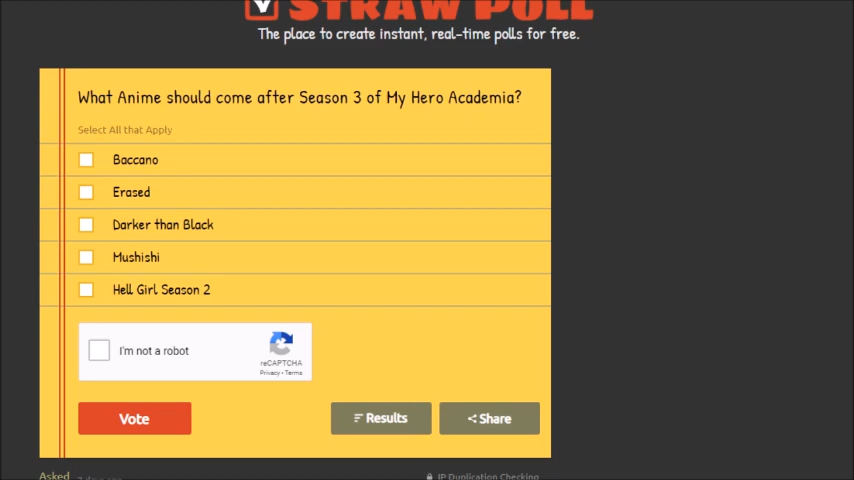 STRAW POLL
The place to create instant, real-time polls for free.
What Anime should come after Season 3 of My Hero Academia?
Select All that Apply
Baccano
Erased
Darker than Black
Mushishi
Hell Girl Season 2
I'm not a robot
reCAPTCHA
Privacy - Terms
Vote
Results
Share
Asked
IP Duplication Checking